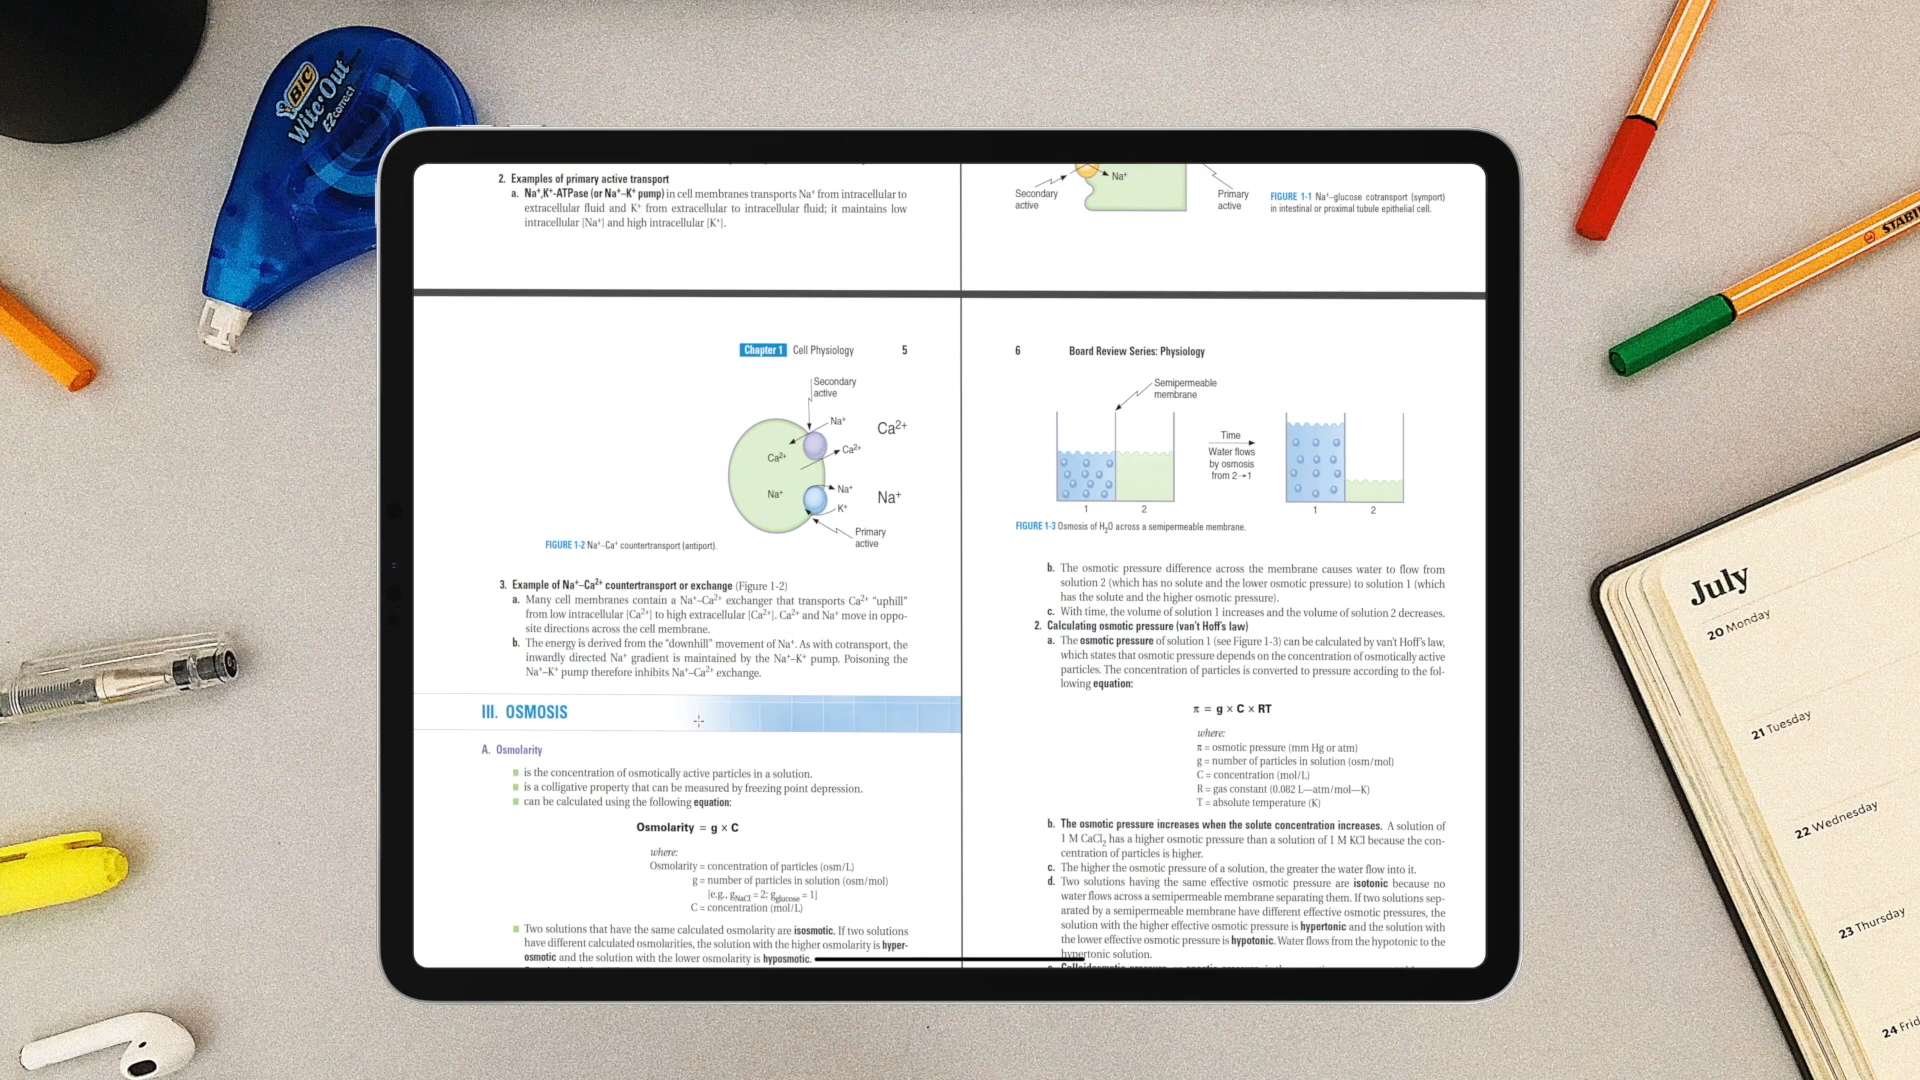 BIC
Wite·Out
EZcorrect
STABI
2. Examples of primary active transport
a. Na⁺,K⁺-ATPase (or Na⁺–K⁺ pump) in cell membranes transports Na⁺ from intracellular to
extracellular fluid and K⁺ from extracellular to intracellular fluid; it maintains low
intracellular [Na⁺] and high intracellular [K⁺].
Na⁺
Secondary
active
Primary
active
FIGURE 1-1 Na⁺–glucose cotransport (symport)
in intestinal or proximal tubule epithelial cell.
Chapter 1 Cell Physiology 5
Secondary
active
Na⁺
Ca²⁺
Ca²⁺
Ca²⁺
Na⁺
Na⁺
Na⁺
K⁺
Primary
active
FIGURE 1-2 Na⁺–Ca⁺ countertransport (antiport).
3. Example of Na⁺–Ca²⁺ countertransport or exchange (Figure 1-2)
a. Many cell membranes contain a Na⁺–Ca²⁺ exchanger that transports Ca²⁺ "uphill"
from low intracellular [Ca²⁺] to high extracellular [Ca²⁺]. Ca²⁺ and Na⁺ move in oppo-
site directions across the cell membrane.
b. The energy is derived from the "downhill" movement of Na⁺. As with cotransport, the
inwardly directed Na⁺ gradient is maintained by the Na⁺–K⁺ pump. Poisoning the
Na⁺–K⁺ pump therefore inhibits Na⁺–Ca²⁺ exchange.
III. OSMOSIS
A. Osmolarity
is the concentration of osmotically active particles in a solution.
is a colligative property that can be measured by freezing point depression.
can be calculated using the following equation:
Osmolarity = g × C
where:
Osmolarity = concentration of particles (osm/L)
g = number of particles in solution (osm/mol)
[e.g., gNaCl = 2; gglucose = 1]
C = concentration (mol/L)
Two solutions that have the same calculated osmolarity are isosmotic. If two solutions
have different calculated osmolarities, the solution with the higher osmolarity is hyper-
osmotic and the solution with the lower osmolarity is hyposmotic.
6 Board Review Series: Physiology
Semipermeable
membrane
Time
Water flows
by osmosis
from 2→1
1 2
1 2
FIGURE 1-3 Osmosis of H₂O across a semipermeable membrane.
b. The osmotic pressure difference across the membrane causes water to flow from
solution 2 (which has no solute and the lower osmotic pressure) to solution 1 (which
has the solute and the higher osmotic pressure).
c. With time, the volume of solution 1 increases and the volume of solution 2 decreases.
2. Calculating osmotic pressure (van't Hoff's law)
a. The osmotic pressure of solution 1 (see Figure 1-3) can be calculated by van't Hoff's law,
which states that osmotic pressure depends on the concentration of osmotically active
particles. The concentration of particles is converted to pressure according to the fol-
lowing equation:
π = g × C × RT
where:
π = osmotic pressure (mm Hg or atm)
g = number of particles in solution (osm/mol)
C = concentration (mol/L)
R = gas constant (0.082 L—atm/mol—K)
T = absolute temperature (K)
b. The osmotic pressure increases when the solute concentration increases. A solution of
1 M CaCl₂ has a higher osmotic pressure than a solution of 1 M KCl because the con-
centration of particles is higher.
c. The higher the osmotic pressure of a solution, the greater the water flow into it.
d. Two solutions having the same effective osmotic pressure are isotonic because no
water flows across a semipermeable membrane separating them. If two solutions sep-
arated by a semipermeable membrane have different effective osmotic pressures, the
solution with the higher effective osmotic pressure is hypertonic and the solution with
the lower effective osmotic pressure is hypotonic. Water flows from the hypotonic to the
hypertonic solution.
July
20 Monday
21 Tuesday
22 Wednesday
23 Thursday
24 Frid